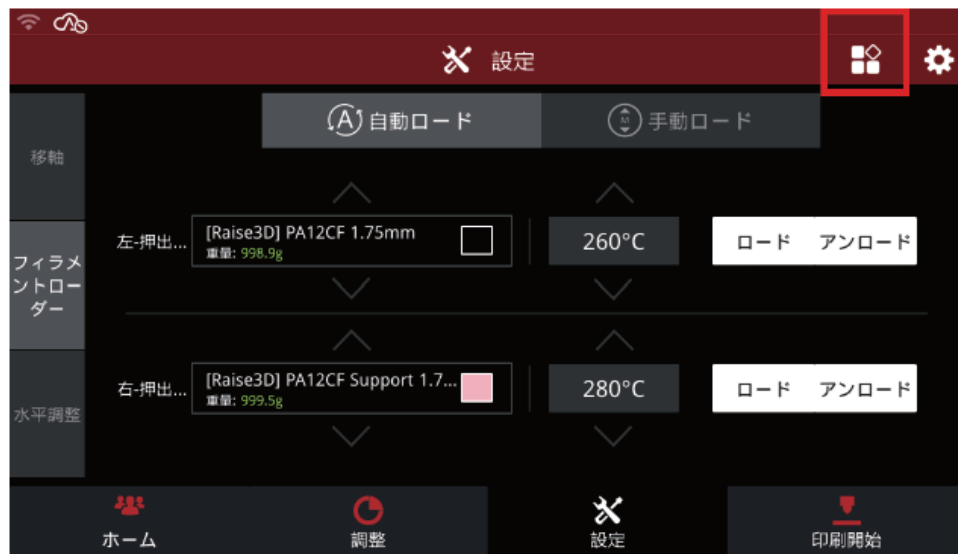 設定
自動ロード
手動ロード
移軸
左-押出...
[Raise3D] PA12CF 1.75mm
重量: 998.9g
260°C
ロード
アンロード
フィラメ
ントロー
ダー
右-押出...
[Raise3D] PA12CF Support 1.7...
重量: 999.5g
280°C
ロード
アンロード
水平調整
ホーム
調整
設定
印刷開始